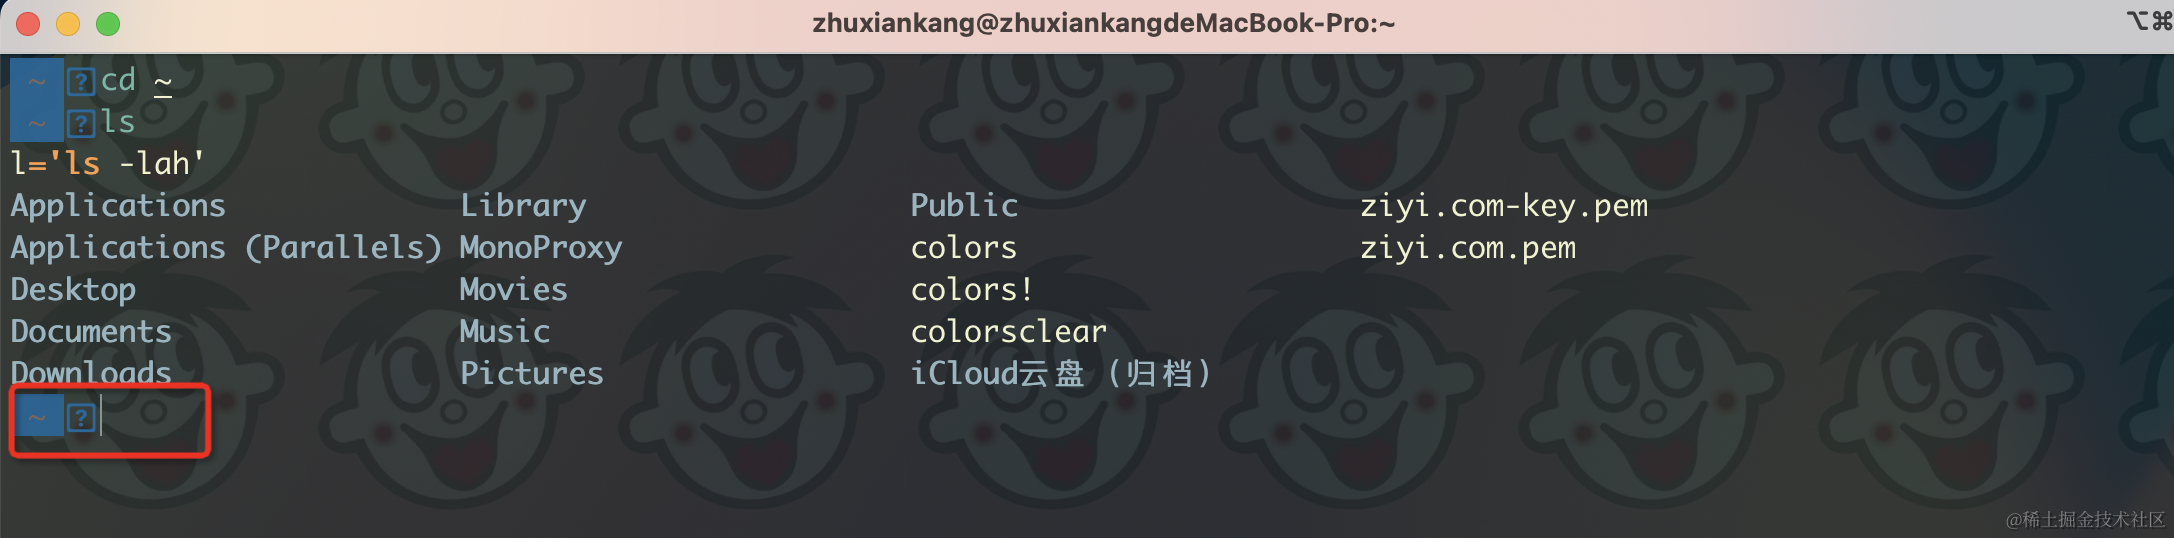 zhuxiankang@zhuxiankangdeMacBook-Pro:~ ⌥⌘
~ ? cd ~
~ ? ls
l='ls -lah'
Applications Library Public ziyi.com-key.pem
Applications (Parallels) MonoProxy colors ziyi.com.pem
Desktop Movies colors!
Documents Music colorsclear
Downloads Pictures iCloud云盘（归档）
~ ?
@稀土掘金技术社区